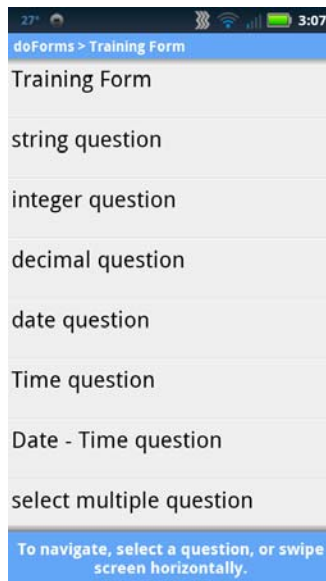 27° 3:07
doForms > Training Form
Training Form
string question
integer question
decimal question
date question
Time question
Date - Time question
select multiple question
To navigate, select a question, or swipe
screen horizontally.